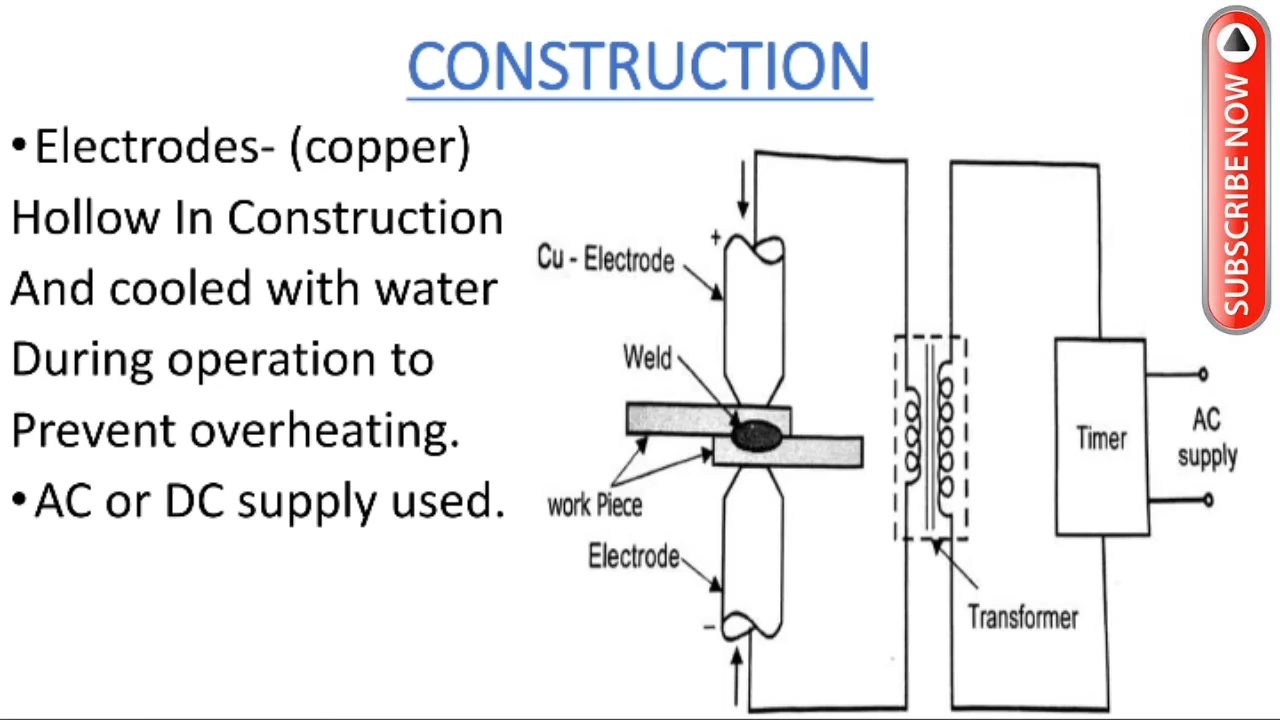 CONSTRUCTION
•Electrodes- (copper)
Hollow In Construction
And cooled with water
During operation to
Prevent overheating.
•AC or DC supply used.
+
Cu - Electrode
Weld
work Piece
Electrode
–
Timer
AC
supply
Transformer
SUBSCRIBE NOW